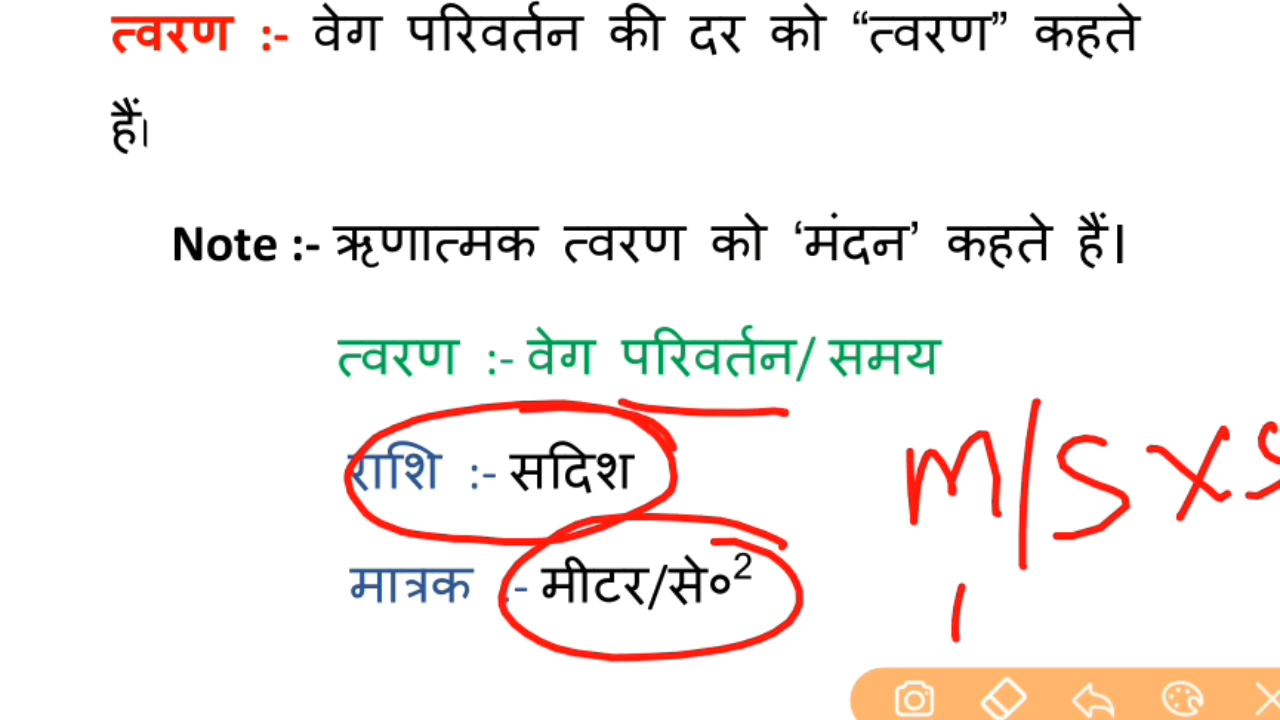 त्वरण :- वेग परिवर्तन की दर को “त्वरण” कहते
हैं।
Note :- ऋणात्मक त्वरण को ‘मंदन’ कहते हैं।
त्वरण :- वेग परिवर्तन/ समय
राशि :- सदिश
m/s x s
मात्रक :- मीटर/से०²